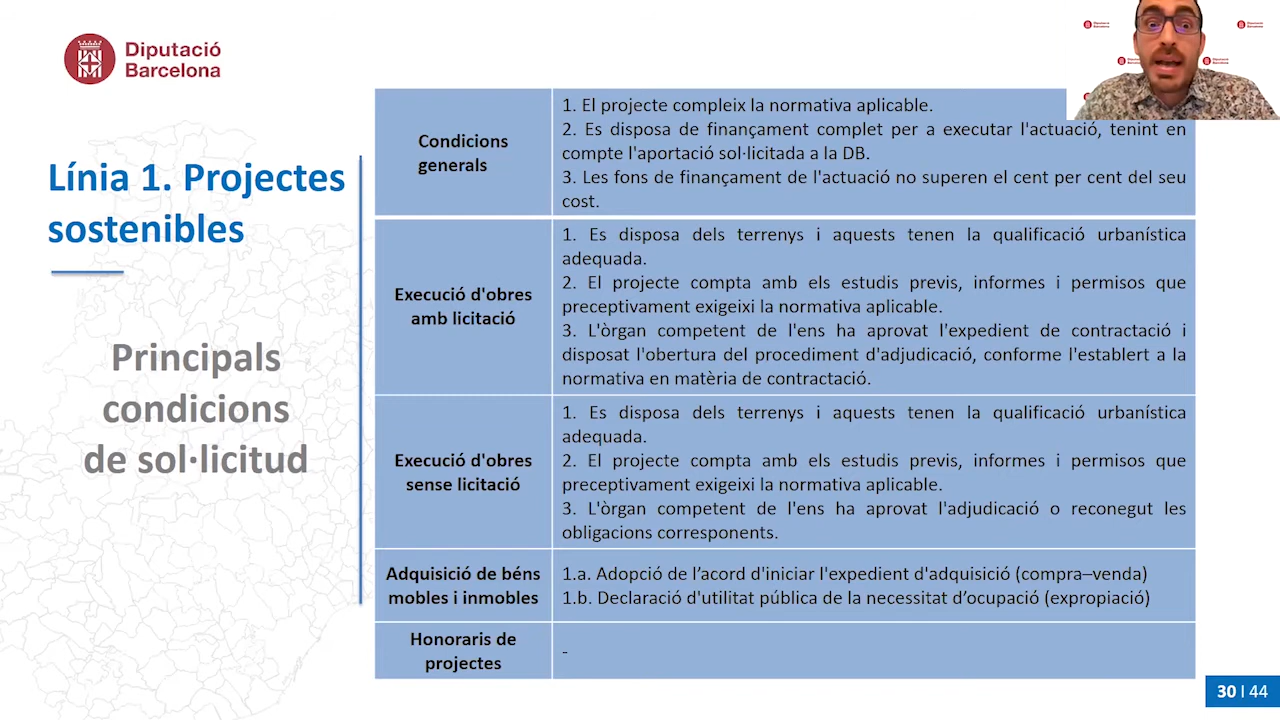 Diputació
Barcelona
Línia 1. Projectes
sostenibles
Principals
condicions
de sol·licitud
Condicions
generals
1. El projecte compleix la normativa aplicable.
2. Es disposa de finançament complet per a executar l'actuació, tenint en
compte l'aportació sol·licitada a la DB.
3. Les fons de finançament de l'actuació no superen el cent per cent del seu
cost.
Execució d'obres
amb licitació
1. Es disposa dels terrenys i aquests tenen la qualificació urbanística
adequada.
2. El projecte compta amb els estudis previs, informes i permisos que
preceptivament exigeixi la normativa aplicable.
3. L'òrgan competent de l'ens ha aprovat l'expedient de contractació i
disposat l'obertura del procediment d'adjudicació, conforme l'establert a la
normativa en matèria de contractació.
Execució d'obres
sense licitació
1. Es disposa dels terrenys i aquests tenen la qualificació urbanística
adequada.
2. El projecte compta amb els estudis previs, informes i permisos que
preceptivament exigeixi la normativa aplicable.
3. L'òrgan competent de l'ens ha aprovat l'adjudicació o reconegut les
obligacions corresponents.
Adquisició de béns
mobles i inmobles
1.a. Adopció de l’acord d'iniciar l'expedient d'adquisició (compra–venda)
1.b. Declaració d'utilitat pública de la necessitat d’ocupació (expropiació)
Honoraris de
projectes
-
30 | 44